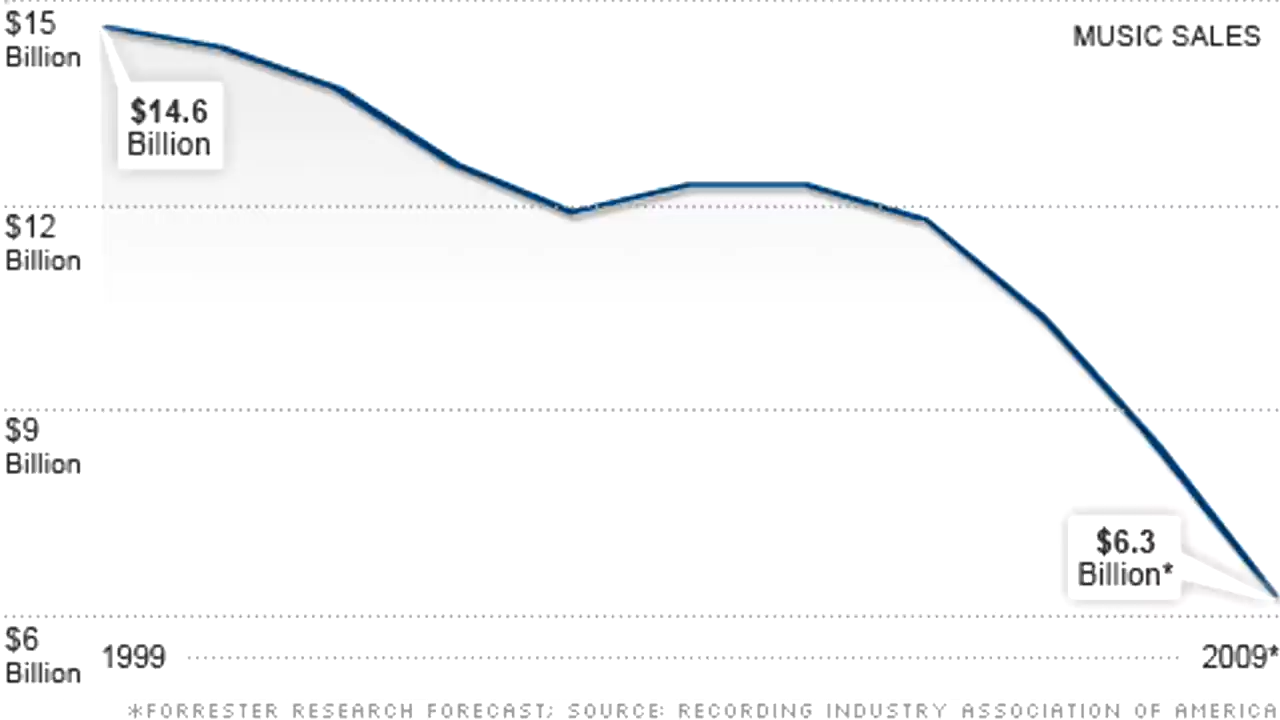 $15
Billion
MUSIC SALES
$14.6
Billion
$12
Billion
$9
Billion
$6.3
Billion*
$6
Billion
1999
2009*
*FORRESTER RESEARCH FORECAST; SOURCE: RECORDING INDUSTRY ASSOCIATION OF AMERICA